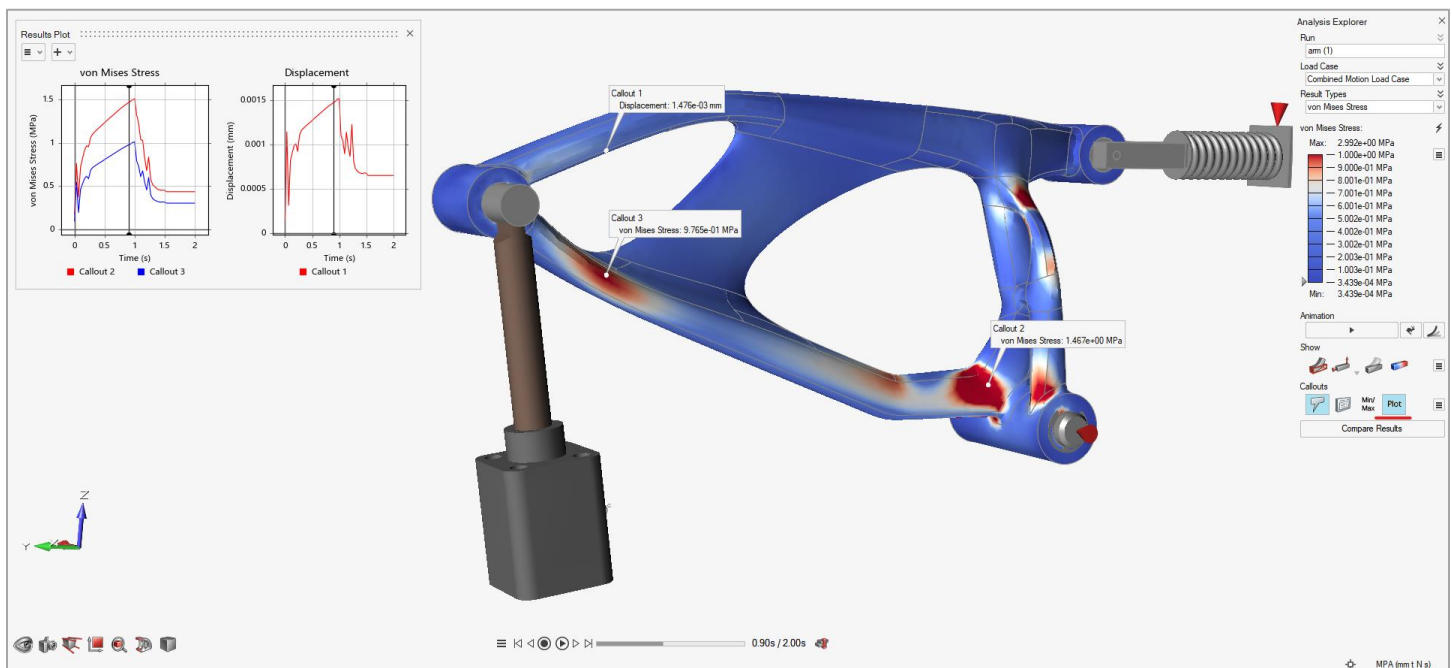 Results Plot
von Mises Stress
Displacement
von Mises Stress (MPa)
1.5
1
0.5
0
0 0.5 1 1.5 2
Time (s)
Callout 2 Callout 3
Displacement (mm)
0.0015
0.001
0.0005
0
0 0.5 1 1.5 2
Time (s)
Callout 1
Callout 1
Displacement: 1.476e-03 mm
Callout 3
von Mises Stress: 9.765e-01 MPa
Callout 2
von Mises Stress: 1.467e+00 MPa
Z
Y
0.90s / 2.00s
Analysis Explorer
Run
arm (1)
Load Case
Combined Motion Load Case
Result Types
von Mises Stress
von Mises Stress:
Max: 2.992e+00 MPa
1.000e+00 MPa
9.000e-01 MPa
8.001e-01 MPa
7.001e-01 MPa
6.001e-01 MPa
5.002e-01 MPa
4.002e-01 MPa
3.002e-01 MPa
2.003e-01 MPa
1.003e-01 MPa
3.439e-04 MPa
Min: 3.439e-04 MPa
Animation
Show
Callouts
Min/
Max
Plot
Compare Results
MPA (mm t N s)